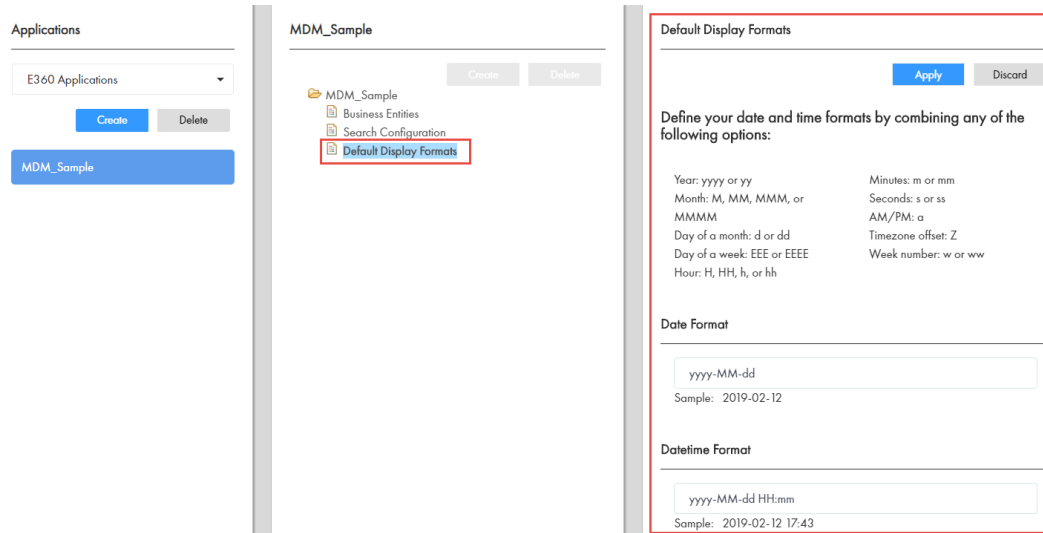 Applications
E360 Applications
Create
Delete
MDM_Sample
MDM_Sample
Create
Delete
MDM_Sample
Business Entities
Search Configuration
Default Display Formats
Default Display Formats
Apply
Discard
Define your date and time formats by combining any of the
following options:
Year: yyyy or yy
Month: M, MM, MMM, or
MMMM
Day of a month: d or dd
Day of a week: EEE or EEEE
Hour: H, HH, h, or hh
Minutes: m or mm
Seconds: s or ss
AM/PM: a
Timezone offset: Z
Week number: w or ww
Date Format
yyyy-MM-dd
Sample: 2019-02-12
Datetime Format
yyyy-MM-dd HH:mm
Sample: 2019-02-12 17:43